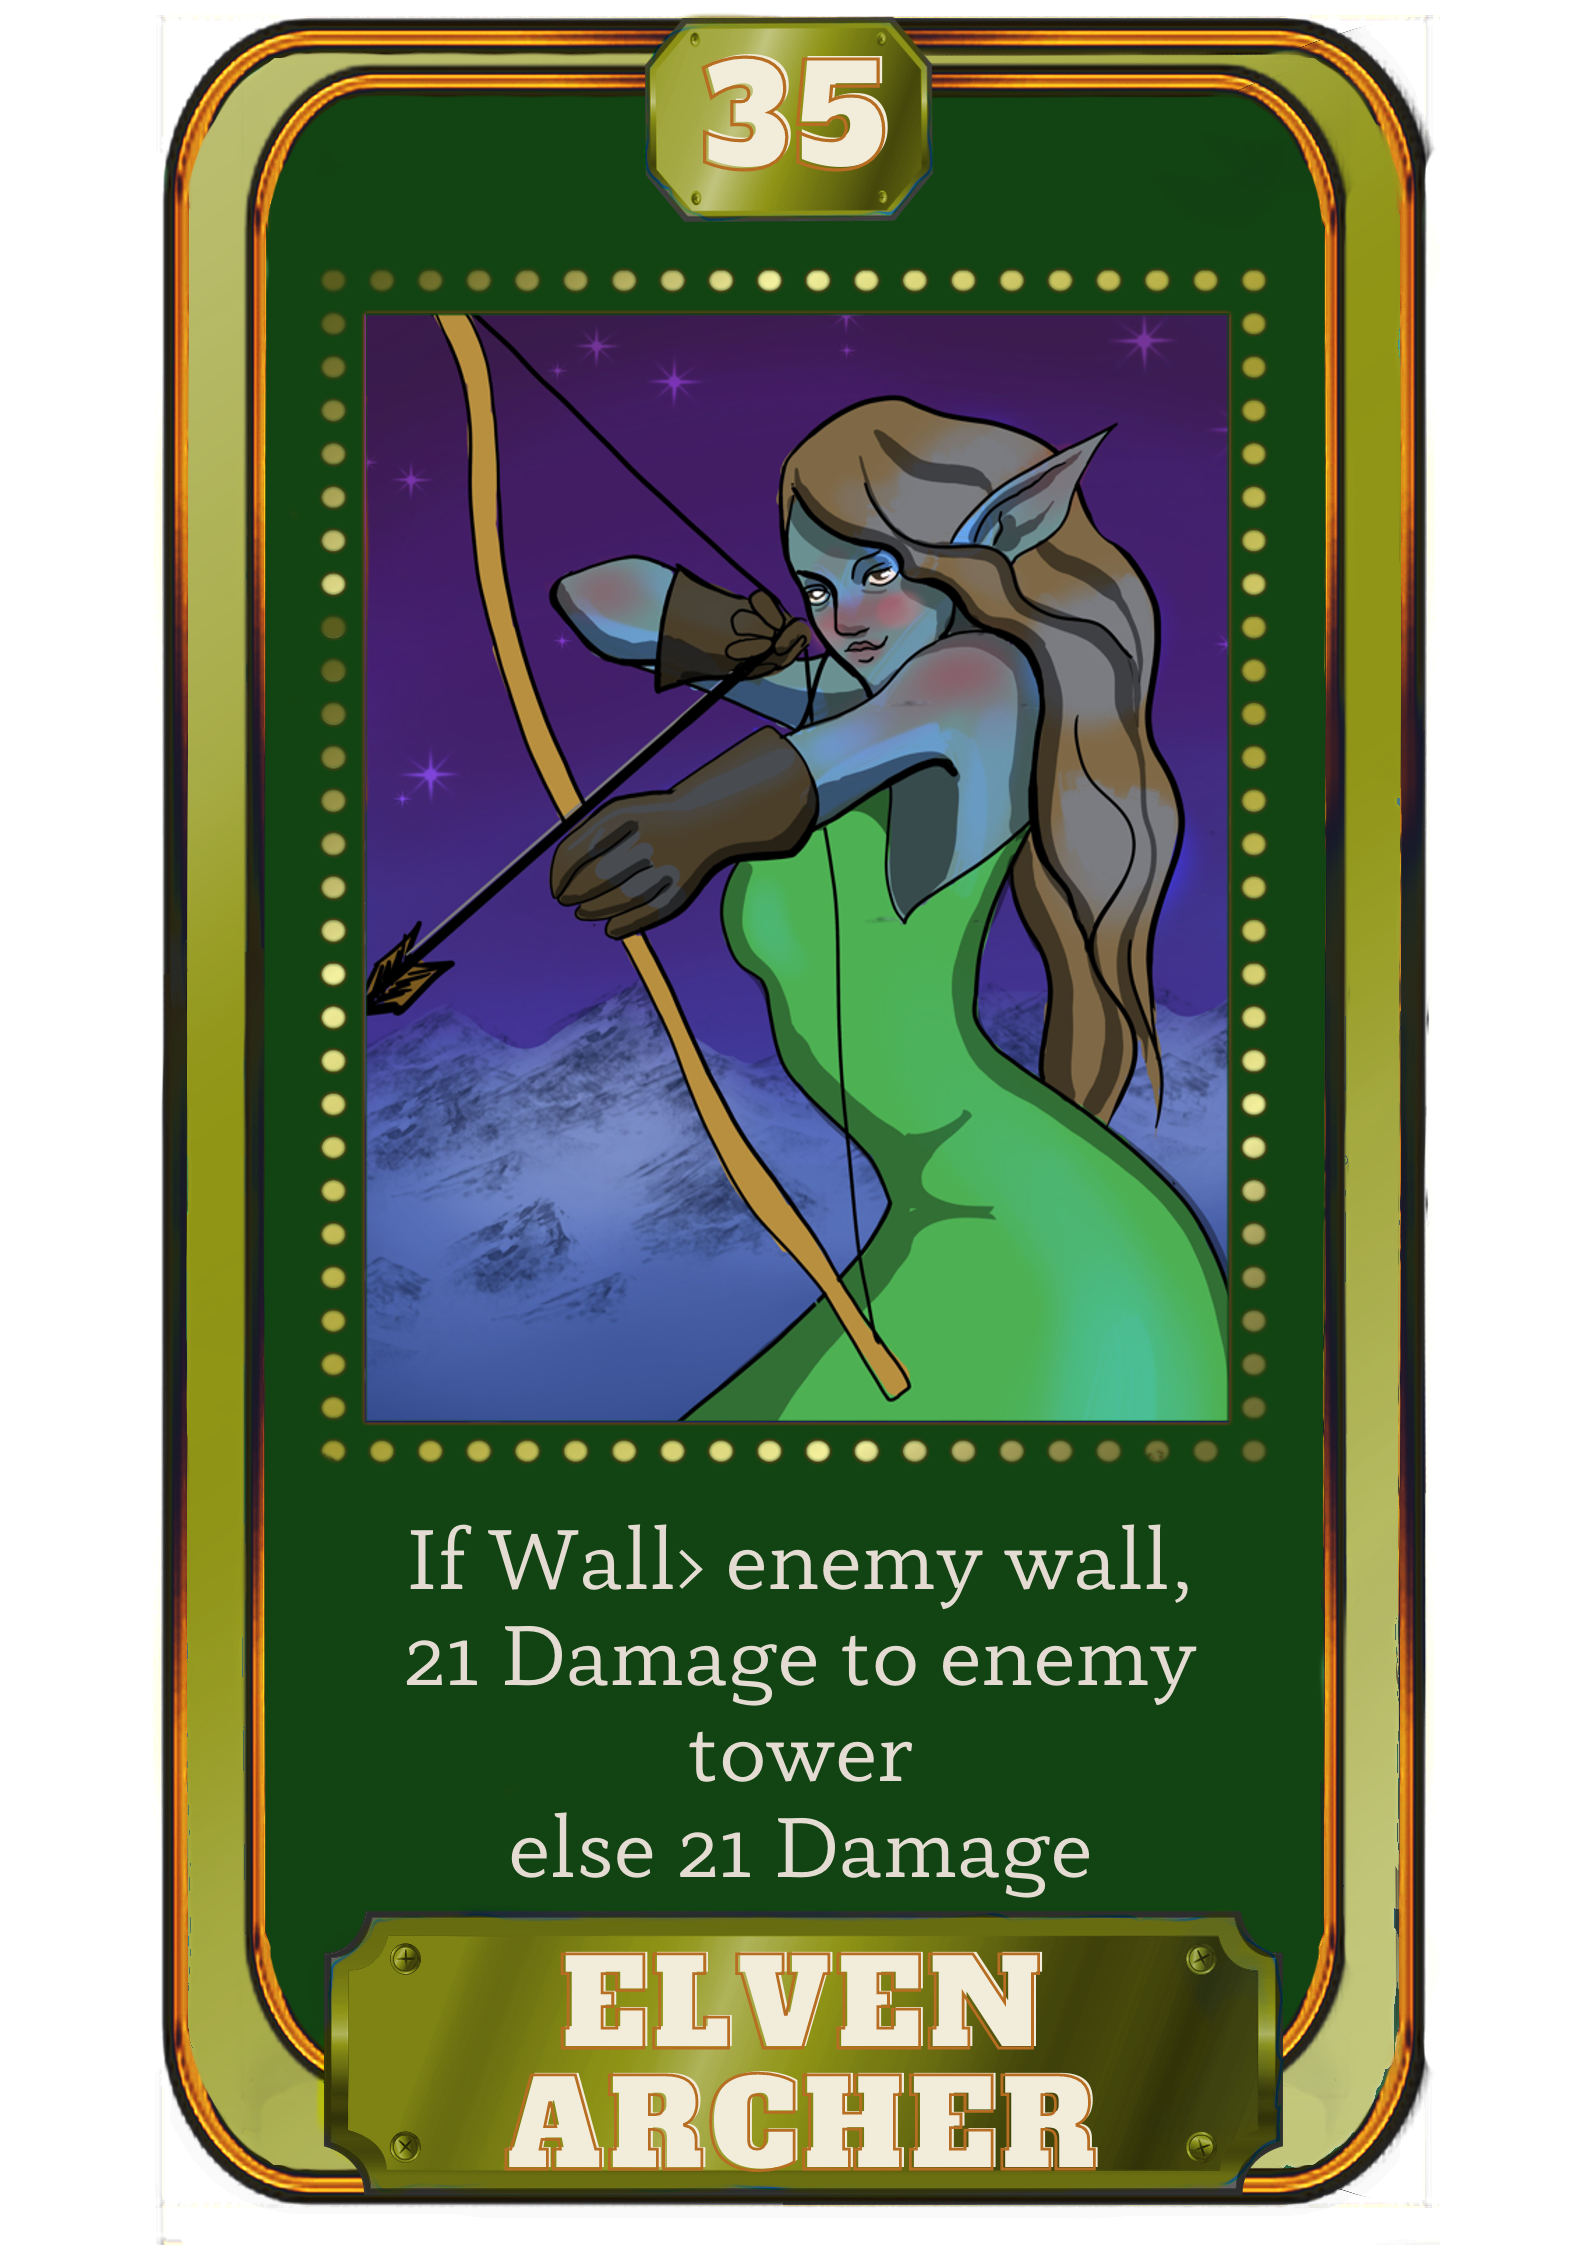 35
If Wall> enemy wall,
21 Damage to enemy
tower
else 21 Damage
ELVEN
ARCHER